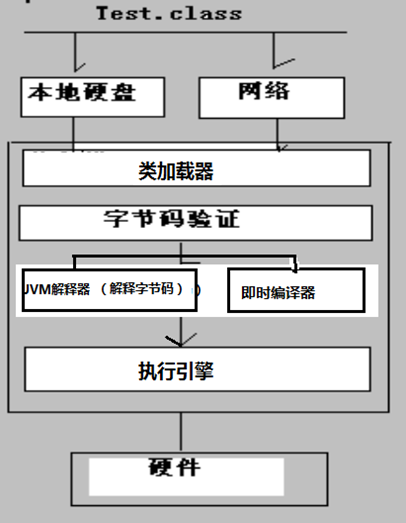 Test.class
本地硬盘
网络
类加载器
字节码验证
JVM解释器 （解释字节码） )
即时编译器
执行引擎
硬件